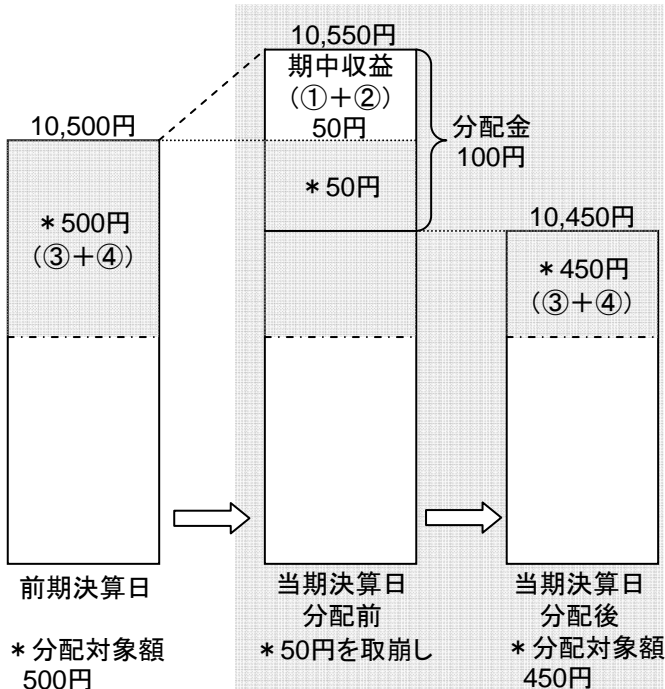 10,550円
期中収益
(①+②)
50円
10,500円
分配金
100円
*50円
*500円
(③+④)
10,450円
*450円
(③+④)
前期決算日
当期決算日
分配前
当期決算日
分配後
*分配対象額
500円
*50円を取崩し
*分配対象額
450円